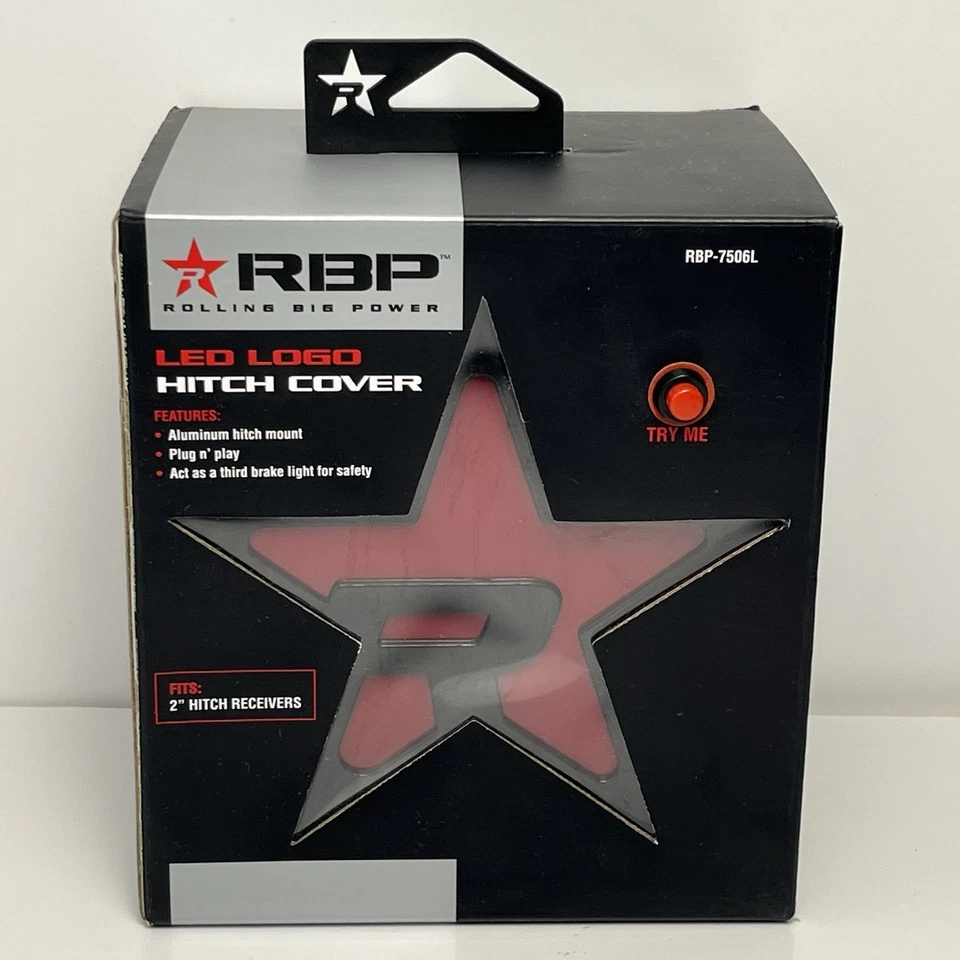 R
R RBP™
ROLLING BIG POWER
RBP-7506L
LED LOGO
HITCH COVER
FEATURES:
• Aluminum hitch mount
• Plug n' play
• Act as a third brake light for safety
TRY ME
R
FITS:
2" HITCH RECEIVERS